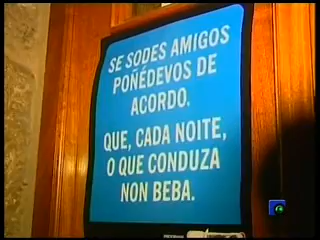 SE SODES AMIGOS
POÑÉDEVOS DE
ACORDO.
QUE, CADA NOITE,
O QUE CONDUZA
NON BEBA.